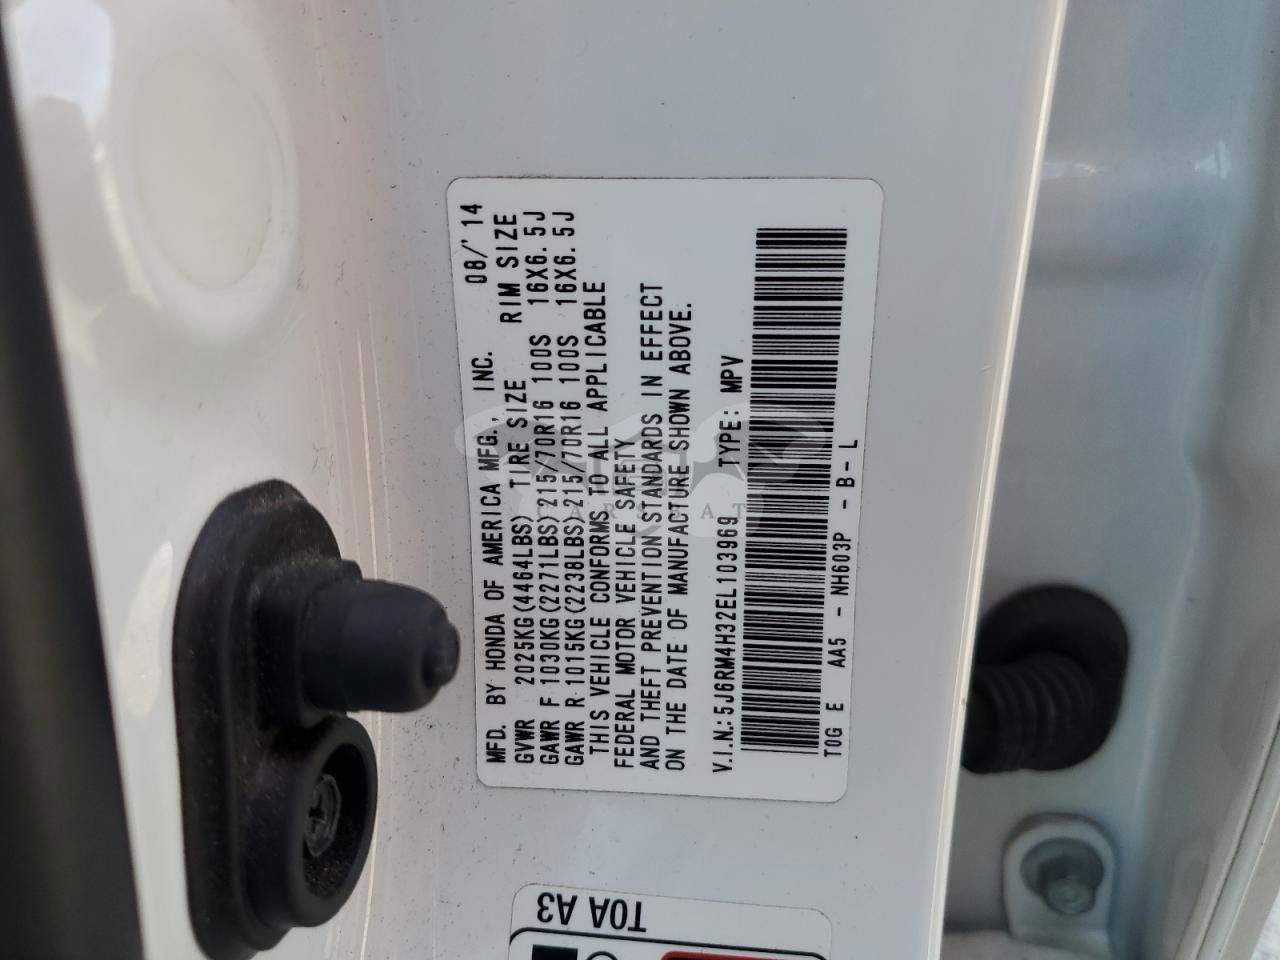 MFD. BY HONDA OF AMERICA MFG., INC. 08/'14
GVWR 2025KG(4464LBS) TIRE SIZE RIM SIZE
GAWR F 1030KG(2271LBS)215/70R16 100S 16X6.5J
GAWR R 1015KG(2238LBS)215/70R16 100S 16X6.5J
THIS VEHICLE CONFORMS TO ALL APPLICABLE
FEDERAL MOTOR VEHICLE SAFETY
AND THEFT PREVENTION STANDARDS IN EFFECT
ON THE DATE OF MANUFACTURE SHOWN ABOVE.
V.I.N.:5J6RM4H32EL103969 TYPE: MPV
T0G E AA5 - NH603P - B - L
T0A A3
CARSBAT